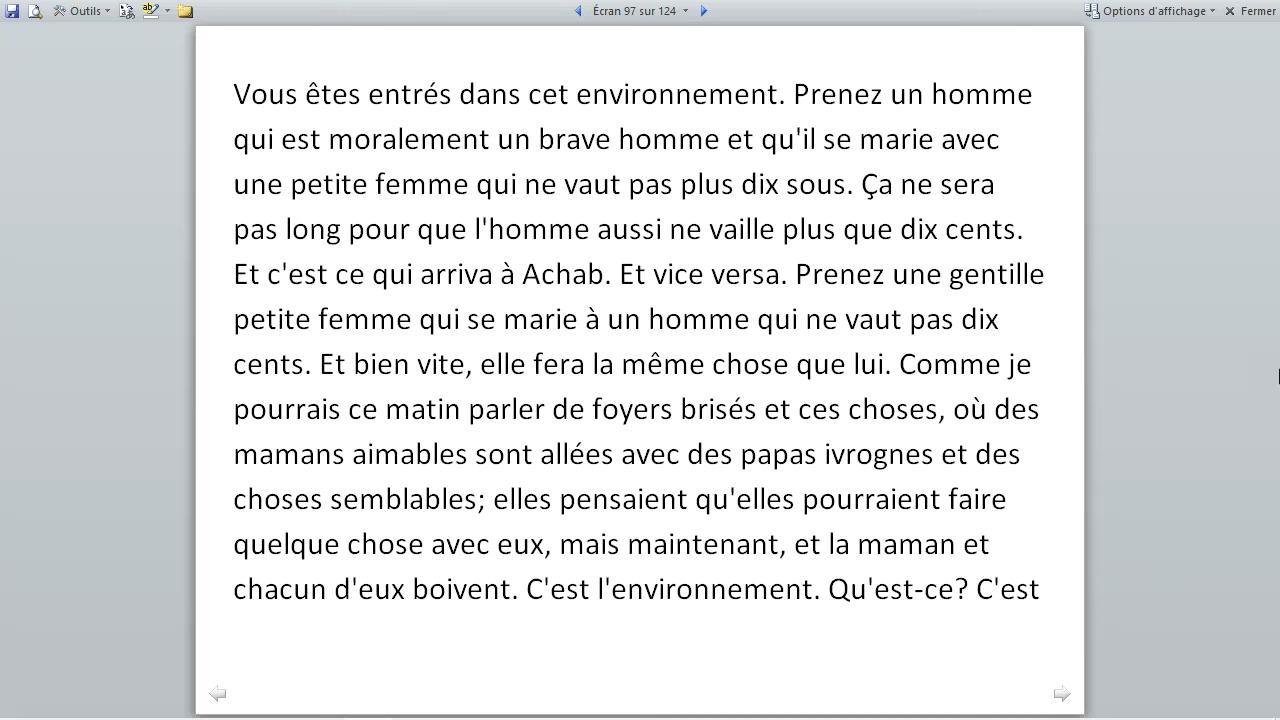 Outils
Écran 97 sur 124
Options d'affichage
Fermer
Vous êtes entrés dans cet environnement. Prenez un homme
qui est moralement un brave homme et qu'il se marie avec
une petite femme qui ne vaut pas plus dix sous. Ça ne sera
pas long pour que l'homme aussi ne vaille plus que dix cents.
Et c'est ce qui arriva à Achab. Et vice versa. Prenez une gentille
petite femme qui se marie à un homme qui ne vaut pas dix
cents. Et bien vite, elle fera la même chose que lui. Comme je
pourrais ce matin parler de foyers brisés et ces choses, où des
mamans aimables sont allées avec des papas ivrognes et des
choses semblables; elles pensaient qu'elles pourraient faire
quelque chose avec eux, mais maintenant, et la maman et
chacun d'eux boivent. C'est l'environnement. Qu'est-ce? C'est